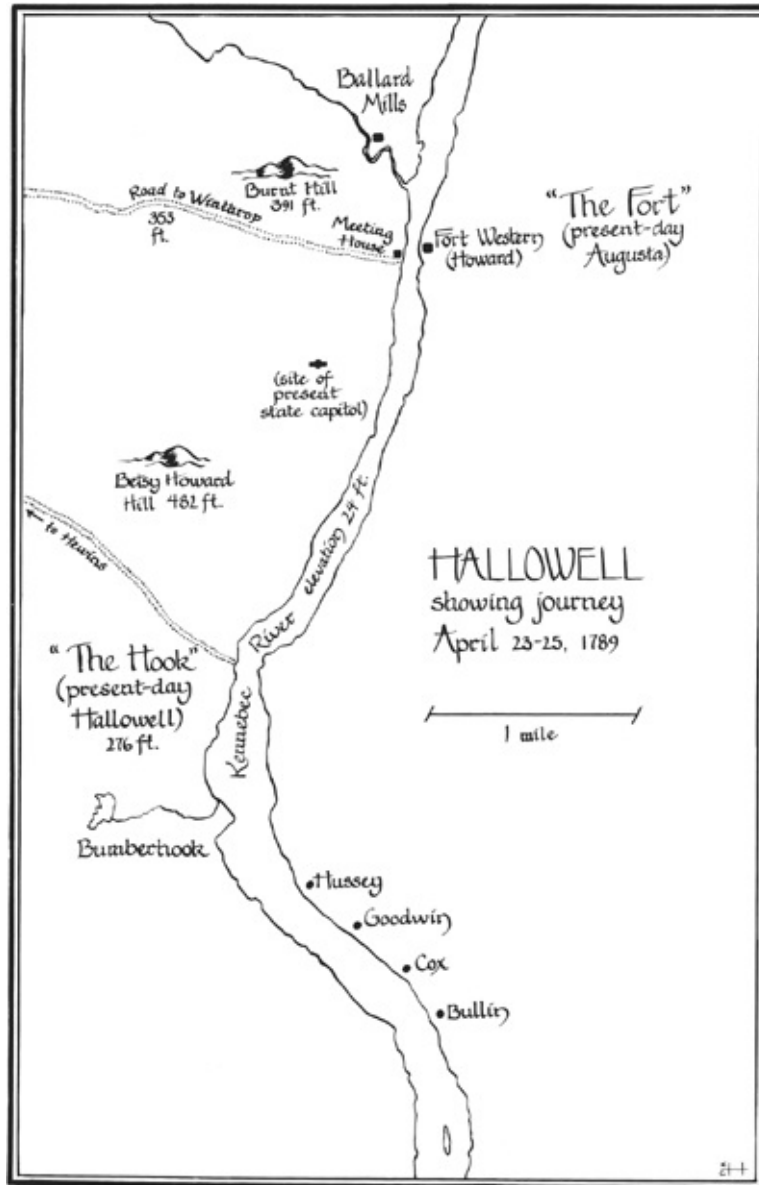 Ballard
Mills
Burnt Hill
391 ft.
Road to Winthrop
353
ft.
Meeting
House
Fort Western
(Howard)
"The Fort"
(present-day
Augusta)
(site of
present
state capitol)
Betsy Howard
Hill 482 ft.
← to Hewins
River elevation 24 ft.
HALLOWELL
showing journey
April 23-25, 1789
1 mile
"The Hook"
(present-day
Hallowell)
276 ft.
Kennebec
Bumberhook
Hussey
Goodwin
Cox
Bullin